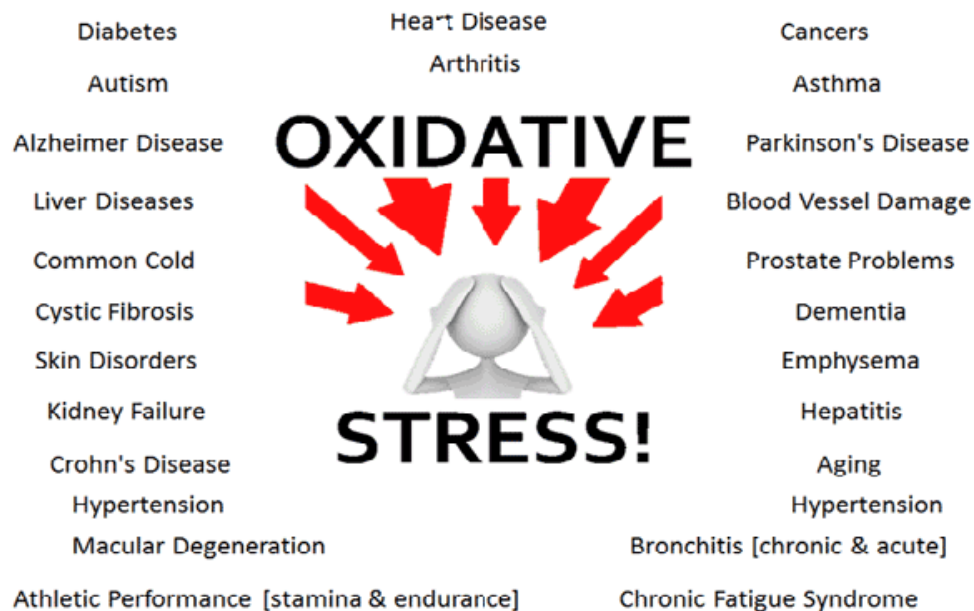 Heart Disease
Diabetes
Cancers
Arthritis
Autism
Asthma
OXIDATIVE
Alzheimer Disease
Parkinson's Disease
Liver Diseases
Blood Vessel Damage
Common Cold
Prostate Problems
Cystic Fibrosis
Dementia
Skin Disorders
Emphysema
Kidney Failure
Hepatitis
STRESS!
Crohn's Disease
Aging
Hypertension
Hypertension
Macular Degeneration
Bronchitis [chronic & acute]
Athletic Performance [stamina & endurance]
Chronic Fatigue Syndrome